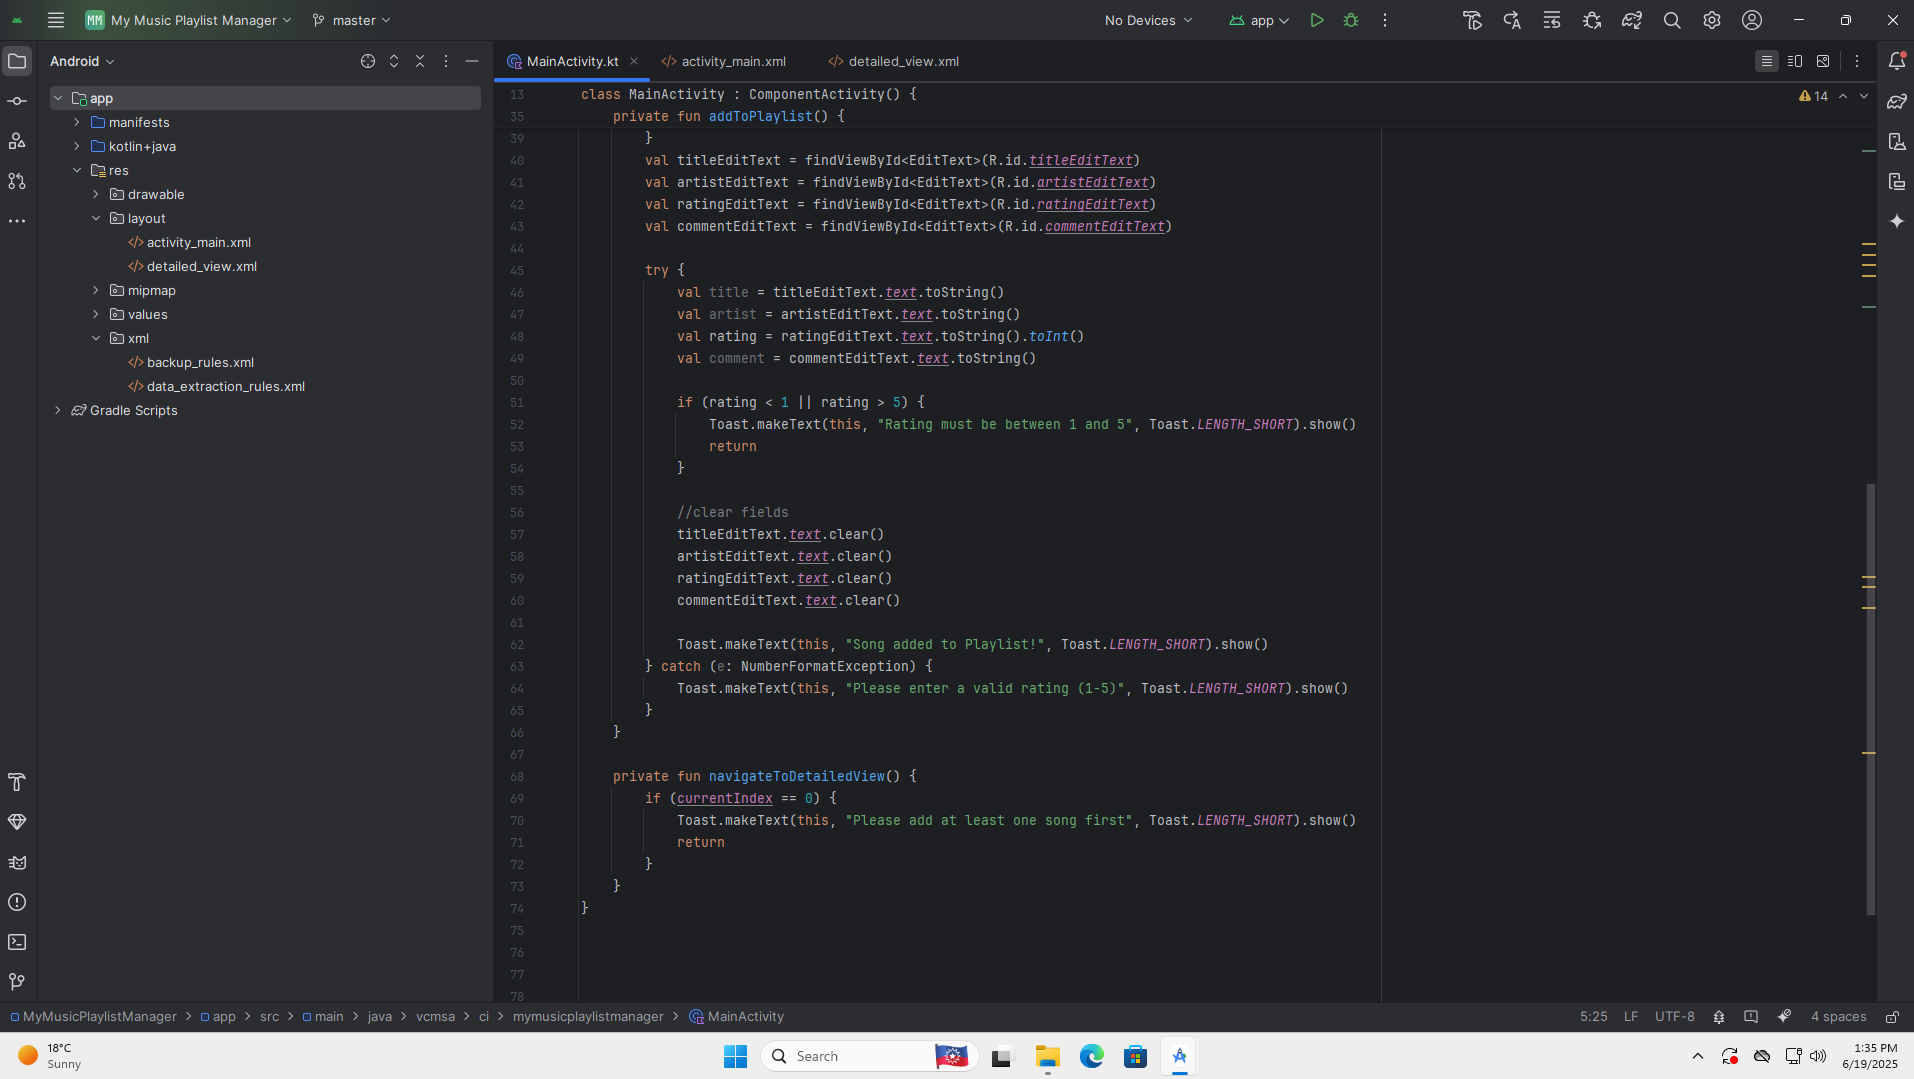 MM My Music Playlist Manager
master
No Devices
app
Android
MainActivity.kt
activity_main.xml
detailed_view.xml
app
manifests
kotlin+java
res
drawable
layout
activity_main.xml
detailed_view.xml
mipmap
values
xml
backup_rules.xml
data_extraction_rules.xml
Gradle Scripts
14
13 class MainActivity : ComponentActivity() {
35 private fun addToPlaylist() {
39 }
40 val titleEditText = findViewById<EditText>(R.id.titleEditText)
41 val artistEditText = findViewById<EditText>(R.id.artistEditText)
42 val ratingEditText = findViewById<EditText>(R.id.ratingEditText)
43 val commentEditText = findViewById<EditText>(R.id.commentEditText)
44
45 try {
46 val title = titleEditText.text.toString()
47 val artist = artistEditText.text.toString()
48 val rating = ratingEditText.text.toString().toInt()
49 val comment = commentEditText.text.toString()
50
51 if (rating < 1 || rating > 5) {
52 Toast.makeText(this, "Rating must be between 1 and 5", Toast.LENGTH_SHORT).show()
53 return
54 }
55
56 //clear fields
57 titleEditText.text.clear()
58 artistEditText.text.clear()
59 ratingEditText.text.clear()
60 commentEditText.text.clear()
61
62 Toast.makeText(this, "Song added to Playlist!", Toast.LENGTH_SHORT).show()
63 } catch (e: NumberFormatException) {
64 Toast.makeText(this, "Please enter a valid rating (1-5)", Toast.LENGTH_SHORT).show()
65 }
66 }
67
68 private fun navigateToDetailedView() {
69 if (currentIndex == 0) {
70 Toast.makeText(this, "Please add at least one song first", Toast.LENGTH_SHORT).show()
71 return
72 }
73 }
74 }
75
76
77
78
MyMusicPlaylistManager > app > src > main > java > vcmsa > ci > mymusicplaylistmanager > MainActivity
5:25 LF UTF-8 4 spaces
18°C
Sunny
Search
1:35 PM
6/19/2025